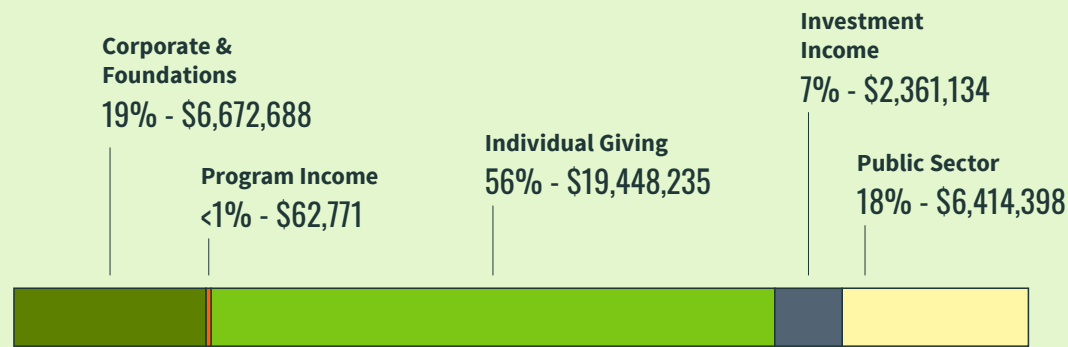 Corporate &
Foundations
19% - $6,672,688
Program Income
<1% - $62,771
Individual Giving
56% - $19,448,235
Investment
Income
7% - $2,361,134
Public Sector
18% - $6,414,398